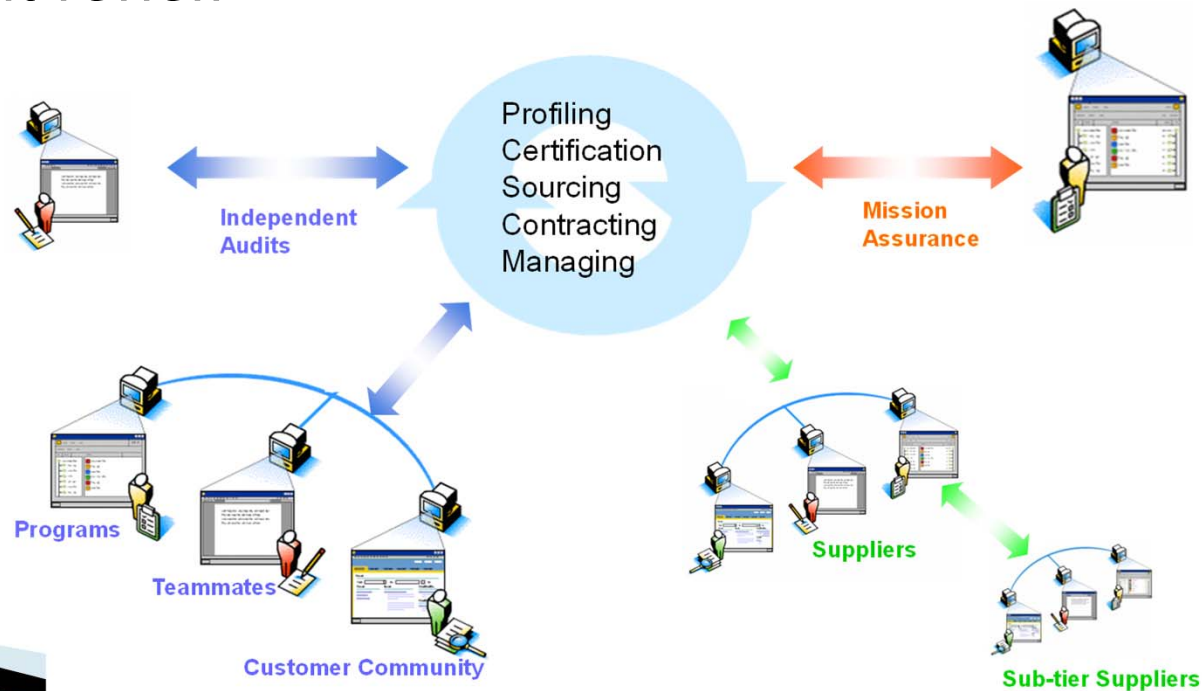 Profiling
Certification
Sourcing
Contracting
Managing
Independent
Audits
Mission
Assurance
Programs
Teammates
Customer Community
Suppliers
Sub-tier Suppliers